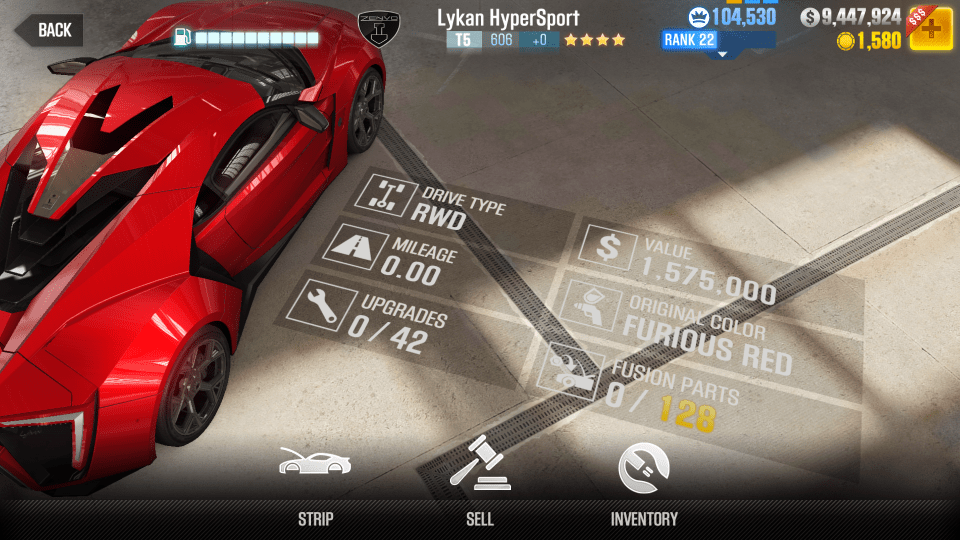 BACK
ZENVO
Lykan HyperSport
T5 606 +0
104,530
RANK 22
$ 9,447,924
1,580
$$$
+
DRIVE TYPE
RWD
MILEAGE
0.00
UPGRADES
0/42
$
VALUE
1,575,000
ORIGINAL COLOR
FURIOUS RED
FUSION PARTS
0 / 128
STRIP
SELL
INVENTORY